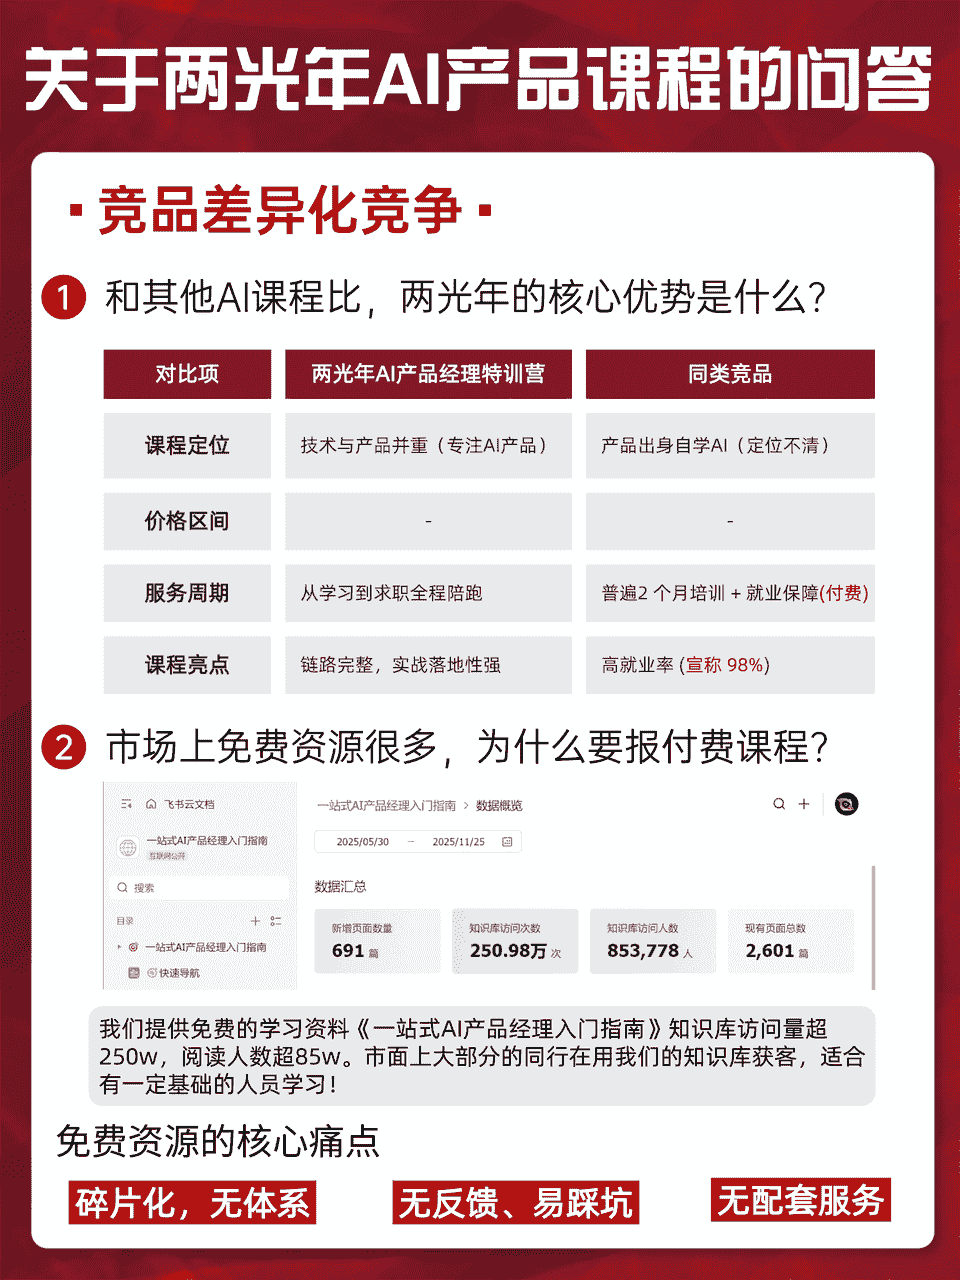 关于两光年AI产品课程的问答
竞品差异化竞争
1 和其他AI课程比，两光年的核心优势是什么？
对比项 两光年AI产品经理特训营 同类竞品
课程定位 技术与产品并重（专注AI产品） 产品出身自学AI（定位不清）
价格区间 - -
服务周期 从学习到求职全程陪跑 普遍2 个月培训 + 就业保障(付费)
课程亮点 链路完整，实战落地性强 高就业率 (宣称 98%)
2 市场上免费资源很多，为什么要报付费课程？
飞书云文档 一站式AI产品经理入门指南 > 数据概览
一站式AI产品经理入门指南
互联网公开
2025/05/30 → 2025/11/25
搜索
数据汇总
目录
新增页面数量 知识库访问次数 知识库访问人数 现有页面总数
691 篇 250.98万 次 853,778 人 2,601 篇
一站式AI产品经理入门指南
快速导航
我们提供免费的学习资料《一站式AI产品经理入门指南》知识库访问量超
250w，阅读人数超85w。市面上大部分的同行在用我们的知识库获客，适合
有一定基础的人员学习！
免费资源的核心痛点
碎片化，无体系 无反馈、易踩坑 无配套服务